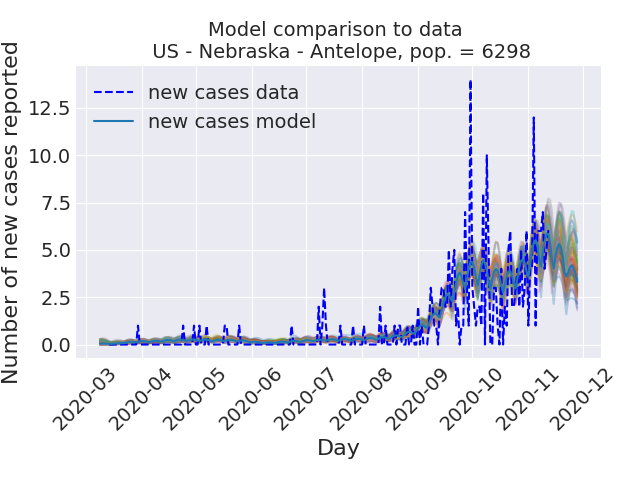 Model comparison to data
US - Nebraska - Antelope, pop. = 6298
Number of new cases reported
new cases data
new cases model
12.5
10.0
7.5
5.0
2.5
0.0
2020-03
2020-04
2020-05
2020-06
2020-07
2020-08
2020-09
2020-10
2020-11
2020-12
Day